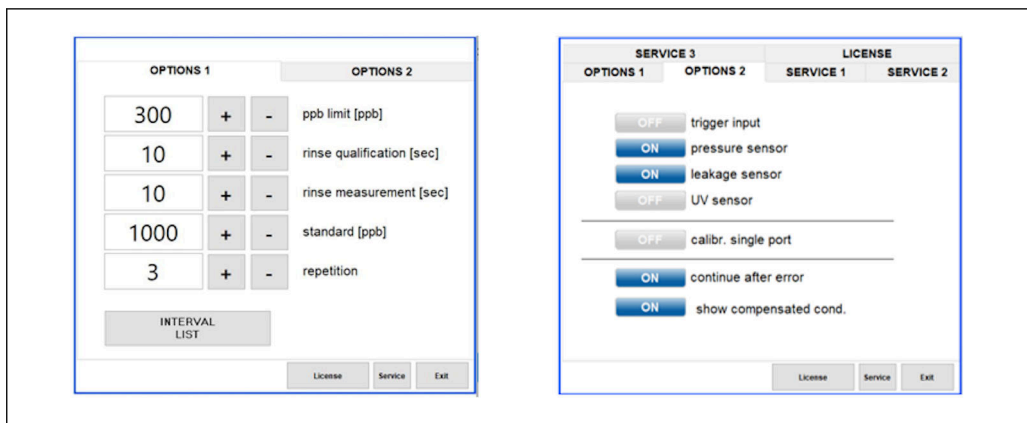 OPTIONS 1 OPTIONS 2
300 + - ppb limit [ppb]
10 + - rinse qualification [sec]
10 + - rinse measurement [sec]
1000 + - standard [ppb]
3 + - repetition
INTERVAL
LIST
License Service Exit
SERVICE 3 LICENSE
OPTIONS 1 OPTIONS 2 SERVICE 1 SERVICE 2
OFF trigger input
ON pressure sensor
ON leakage sensor
OFF UV sensor
OFF calibr. single port
ON continue after error
ON show compensated cond.
License Service Exit